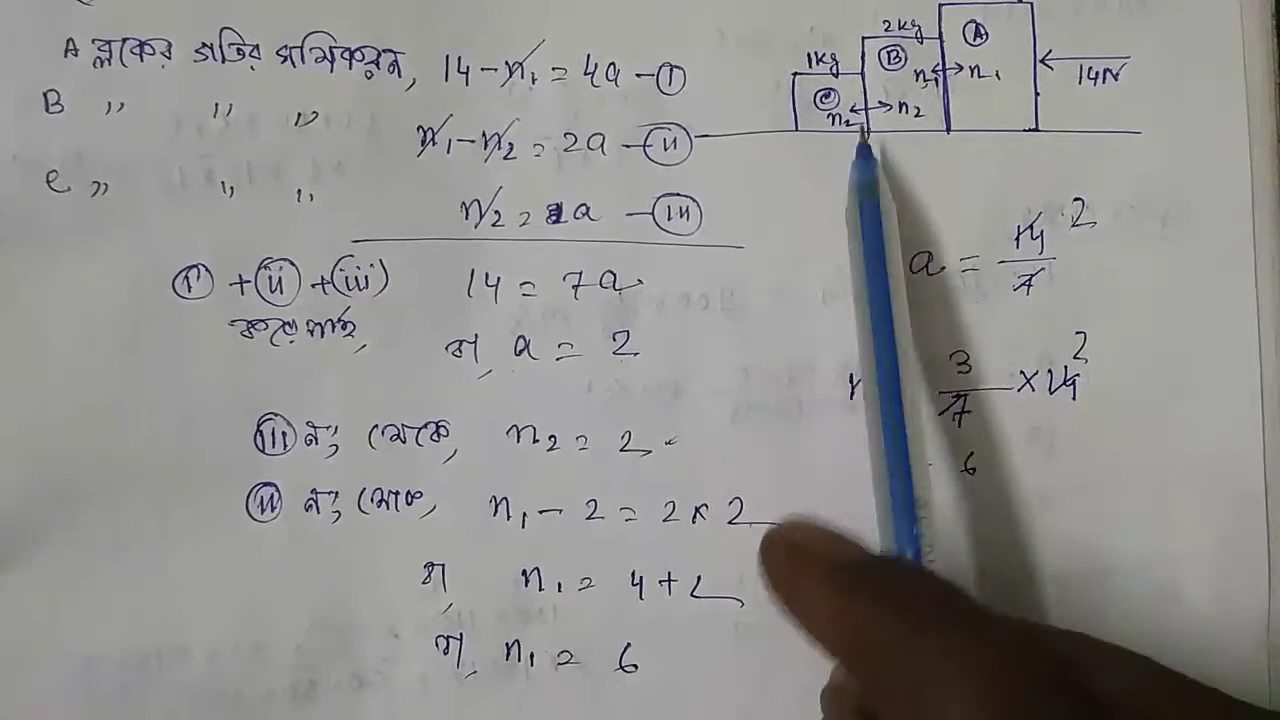 A ব্লকের গতির সমিকরন, 14 - n₁ = 4a - ⓘ
B ,, ,, ,, n₁ - n₂ = 2a - ⓘⓘ
C ,, ,, ,, n₂ = a - ⓘⓘⓘ
ⓘ + ⓘⓘ + ⓘⓘⓘ 14 = 7a
করে পাই,
বা, a = 2
ⓘⓘⓘ নং থেকে, n₂ = 2
ⓘⓘ নং থেকে, n₁ - 2 = 2 × 2
বা, n₁ = 4 + 2
বা, n₁ = 6
1kg 2kg A
C B
n₂ n₂ n₁ n₁ 14N
a = 14/7 2
3/7 × 14 2
6